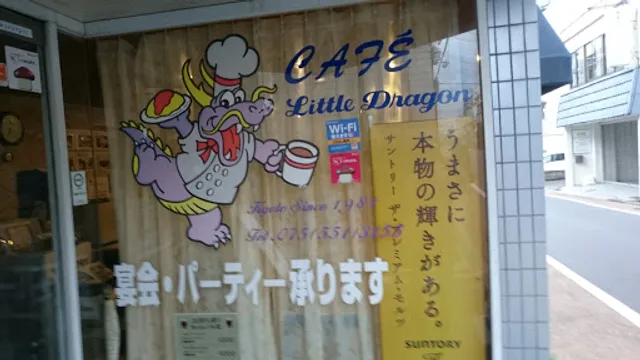 CAFÉ
Little Dragon
Wi-Fi
Kyoto Since 1984
宴会・パーティー承ります
うまさに
本物の輝きがある。
サントリー ザ・プレミアム・モルツ
SUNTORY